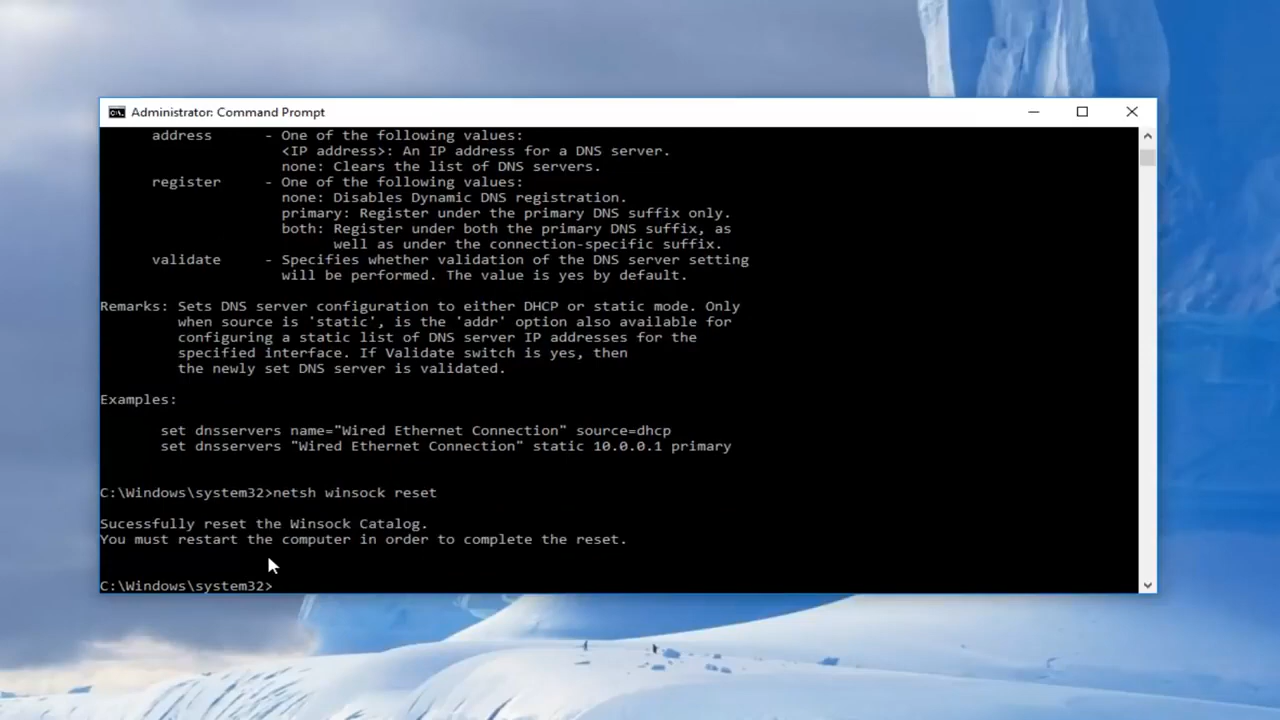 Administrator: Command Prompt
address - One of the following values:
<IP address>: An IP address for a DNS server.
none: Clears the list of DNS servers.
register - One of the following values:
none: Disables Dynamic DNS registration.
primary: Register under the primary DNS suffix only.
both: Register under both the primary DNS suffix, as
well as under the connection-specific suffix.
validate - Specifies whether validation of the DNS server setting
will be performed. The value is yes by default.
Remarks: Sets DNS server configuration to either DHCP or static mode. Only
when source is 'static', is the 'addr' option also available for
configuring a static list of DNS server IP addresses for the
specified interface. If Validate switch is yes, then
the newly set DNS server is validated.
Examples:
set dnsservers name="Wired Ethernet Connection" source=dhcp
set dnsservers "Wired Ethernet Connection" static 10.0.0.1 primary
C:\Windows\system32>netsh winsock reset
Sucessfully reset the Winsock Catalog.
You must restart the computer in order to complete the reset.
C:\Windows\system32>